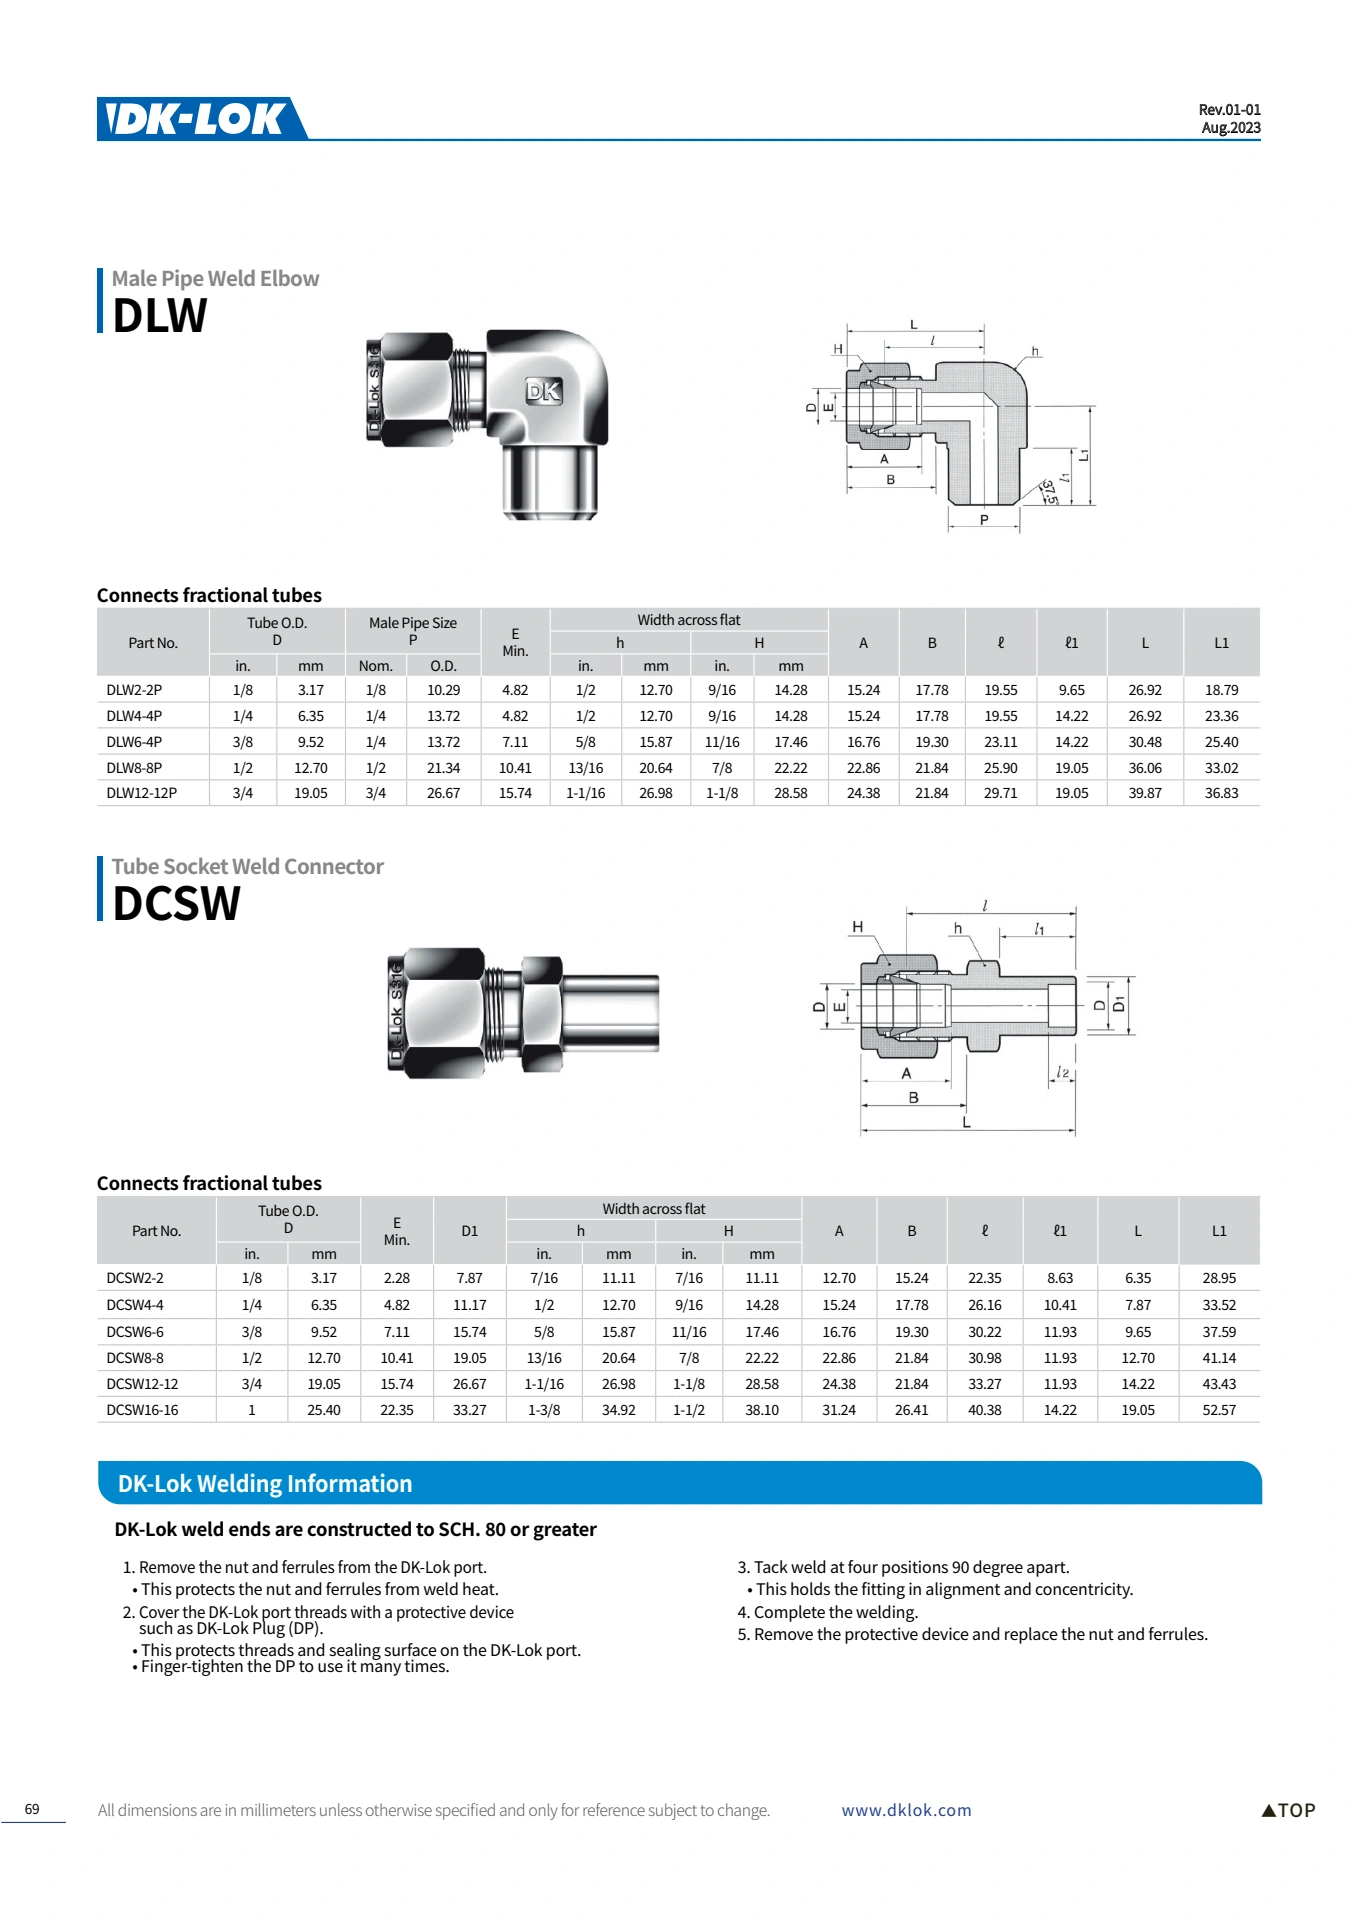 DK-LOK
Rev.01-01
Aug.2023
Male Pipe Weld Elbow
DLW
DK-Lok S316
DK
L
l
H
h
D
E
A
B
L1
l1
37.5°
P
Connects fractional tubes
Part No. Tube O.D. D Male Pipe Size P E Min. Width across flat A B ℓ ℓ1 L L1
h H
in. mm Nom. O.D. in. mm in. mm
DLW2-2P 1/8 3.17 1/8 10.29 4.82 1/2 12.70 9/16 14.28 15.24 17.78 19.55 9.65 26.92 18.79
DLW4-4P 1/4 6.35 1/4 13.72 4.82 1/2 12.70 9/16 14.28 15.24 17.78 19.55 14.22 26.92 23.36
DLW6-4P 3/8 9.52 1/4 13.72 7.11 5/8 15.87 11/16 17.46 16.76 19.30 23.11 14.22 30.48 25.40
DLW8-8P 1/2 12.70 1/2 21.34 10.41 13/16 20.64 7/8 22.22 22.86 21.84 25.90 19.05 36.06 33.02
DLW12-12P 3/4 19.05 3/4 26.67 15.74 1-1/16 26.98 1-1/8 28.58 24.38 21.84 29.71 19.05 39.87 36.83
Tube Socket Weld Connector
DCSW
DK-Lok S316
l
H
h
l1
D
E
D
D1
A
l2
B
L
Connects fractional tubes
Part No. Tube O.D. D E Min. D1 Width across flat A B ℓ ℓ1 L L1
h H
in. mm in. mm in. mm
DCSW2-2 1/8 3.17 2.28 7.87 7/16 11.11 7/16 11.11 12.70 15.24 22.35 8.63 6.35 28.95
DCSW4-4 1/4 6.35 4.82 11.17 1/2 12.70 9/16 14.28 15.24 17.78 26.16 10.41 7.87 33.52
DCSW6-6 3/8 9.52 7.11 15.74 5/8 15.87 11/16 17.46 16.76 19.30 30.22 11.93 9.65 37.59
DCSW8-8 1/2 12.70 10.41 19.05 13/16 20.64 7/8 22.22 22.86 21.84 30.98 11.93 12.70 41.14
DCSW12-12 3/4 19.05 15.74 26.67 1-1/16 26.98 1-1/8 28.58 24.38 21.84 33.27 11.93 14.22 43.43
DCSW16-16 1 25.40 22.35 33.27 1-3/8 34.92 1-1/2 38.10 31.24 26.41 40.38 14.22 19.05 52.57
DK-Lok Welding Information
DK-Lok weld ends are constructed to SCH. 80 or greater
1. Remove the nut and ferrules from the DK-Lok port.
• This protects the nut and ferrules from weld heat.
2. Cover the DK-Lok port threads with a protective device
such as DK-Lok Plug (DP).
• This protects threads and sealing surface on the DK-Lok port.
• Finger-tighten the DP to use it many times.
3. Tack weld at four positions 90 degree apart.
• This holds the fitting in alignment and concentricity.
4. Complete the welding.
5. Remove the protective device and replace the nut and ferrules.
69
All dimensions are in millimeters unless otherwise specified and only for reference subject to change.
www.dklok.com
▲TOP